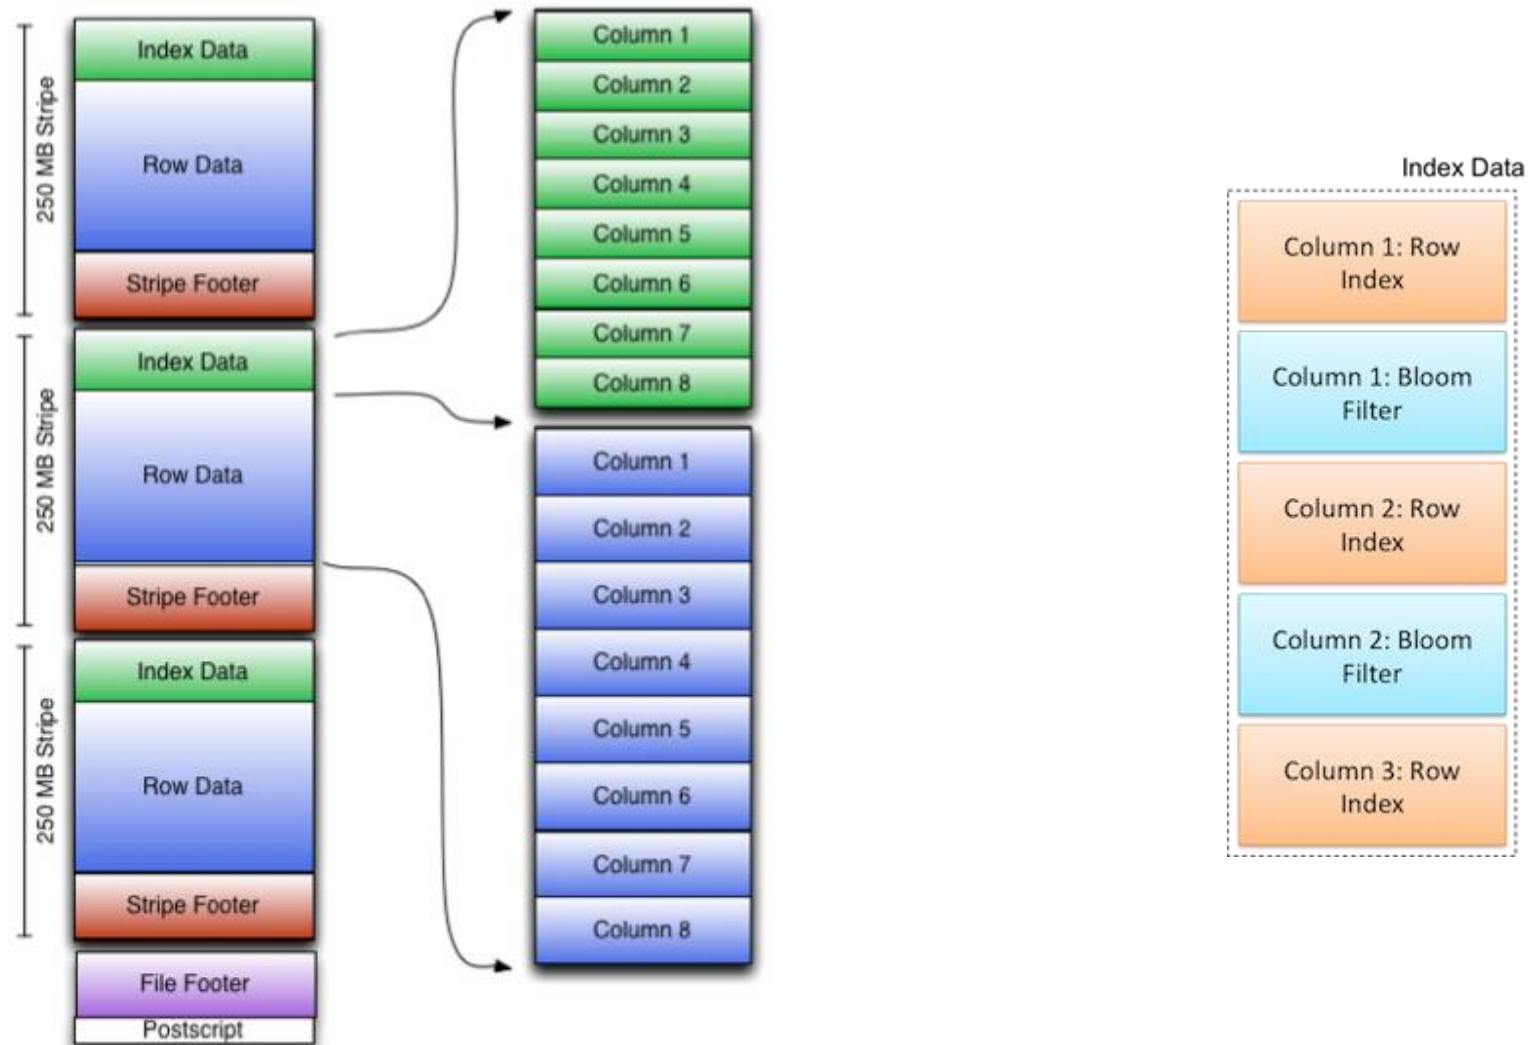 250 MB Stripe
Index Data
Row Data
Stripe Footer
250 MB Stripe
Index Data
Row Data
Stripe Footer
250 MB Stripe
Index Data
Row Data
Stripe Footer
File Footer
Postscript
Column 1
Column 2
Column 3
Column 4
Column 5
Column 6
Column 7
Column 8
Column 1
Column 2
Column 3
Column 4
Column 5
Column 6
Column 7
Column 8
Index Data
Column 1: Row
Index
Column 1: Bloom
Filter
Column 2: Row
Index
Column 2: Bloom
Filter
Column 3: Row
Index